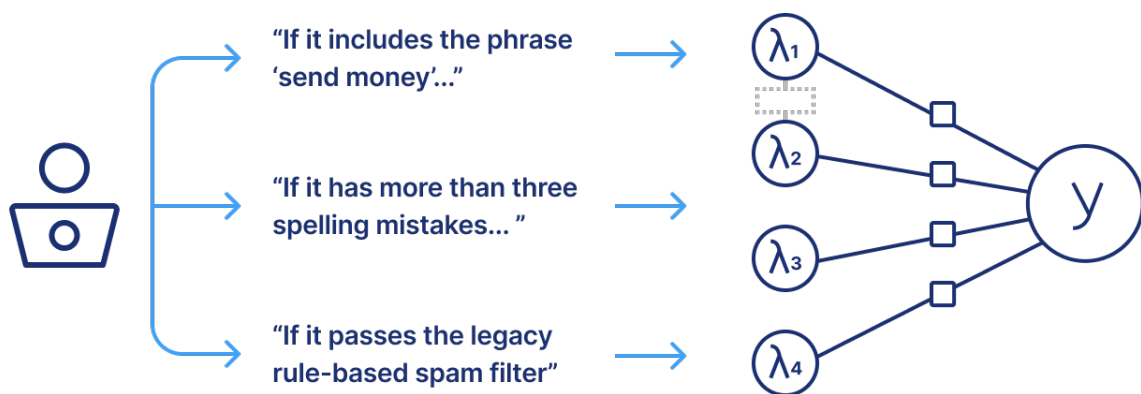 “If it includes the phrase
‘send money’...”
“If it has more than three
spelling mistakes... ”
“If it passes the legacy
rule-based spam filter”
λ1
λ2
λ3
λ4
y